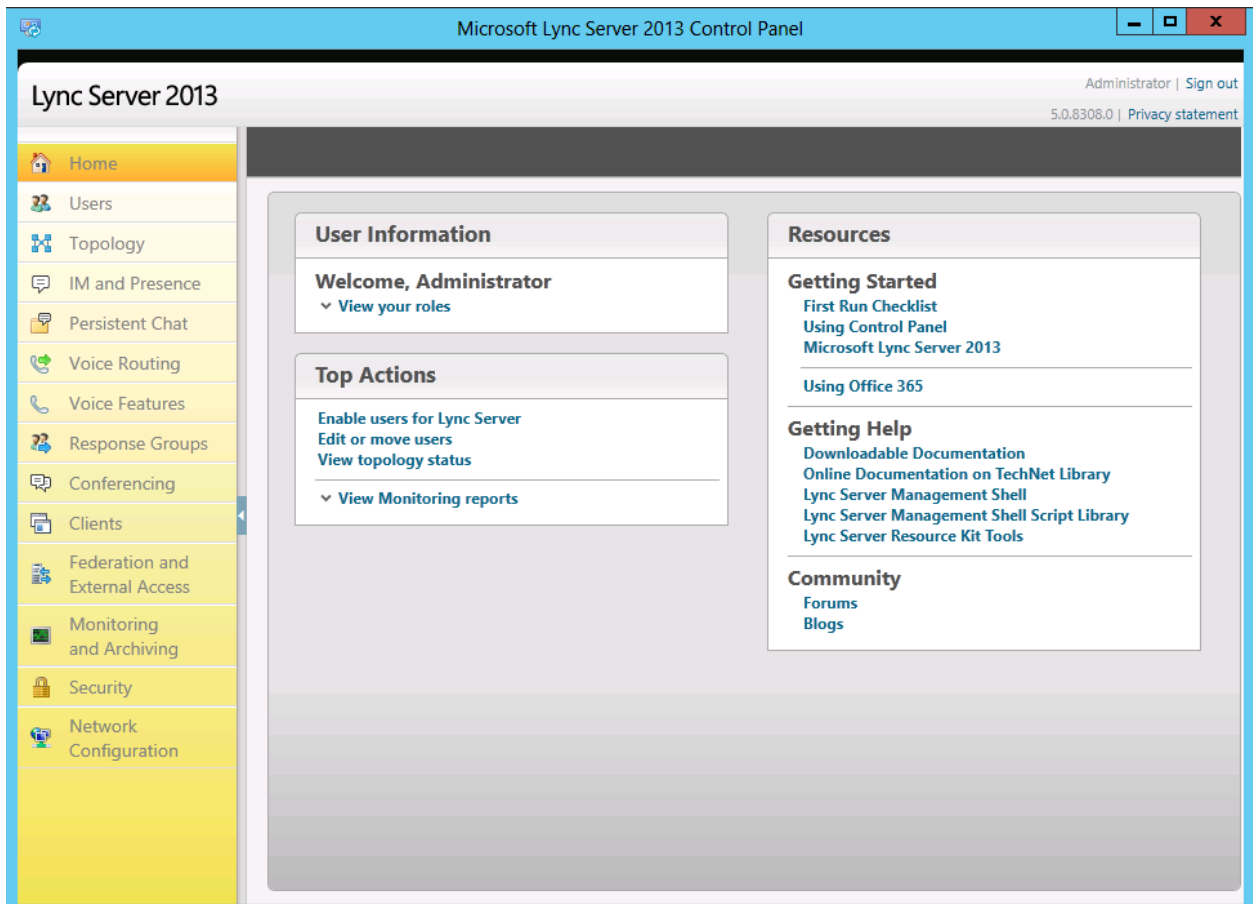 Microsoft Lync Server 2013 Control Panel
Lync Server 2013
Administrator | Sign out
5.0.8308.0 | Privacy statement
Home
Users
Topology
IM and Presence
Persistent Chat
Voice Routing
Voice Features
Response Groups
Conferencing
Clients
Federation and
External Access
Monitoring
and Archiving
Security
Network
Configuration
User Information
Welcome, Administrator
View your roles
Top Actions
Enable users for Lync Server
Edit or move users
View topology status
View Monitoring reports
Resources
Getting Started
First Run Checklist
Using Control Panel
Microsoft Lync Server 2013
Using Office 365
Getting Help
Downloadable Documentation
Online Documentation on TechNet Library
Lync Server Management Shell
Lync Server Management Shell Script Library
Lync Server Resource Kit Tools
Community
Forums
Blogs